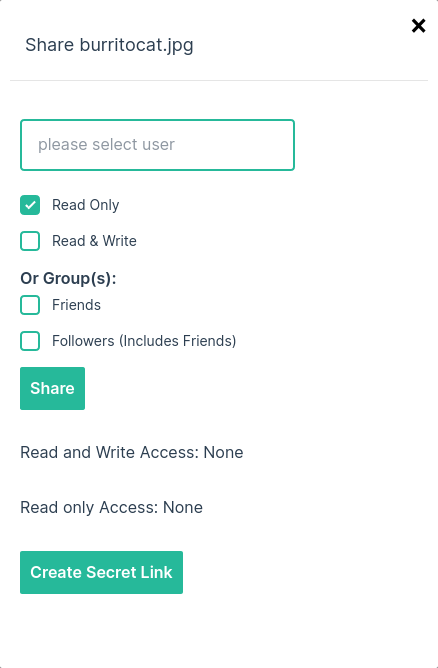 Share burritocat.jpg
please select user
Read Only
Read & Write
Or Group(s):
Friends
Followers (Includes Friends)
Share
Read and Write Access: None
Read only Access: None
Create Secret Link